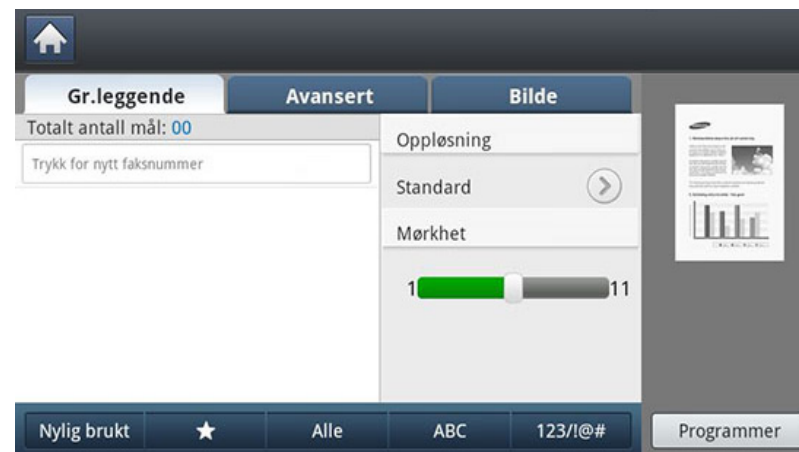 Gr.leggende
Avansert
Bilde
Totalt antall mål: 00
Trykk for nytt faksnummer
Oppløsning
Standard
Mørkhet
1
11
Nylig brukt
★
Alle
ABC
123/!@#
Programmer